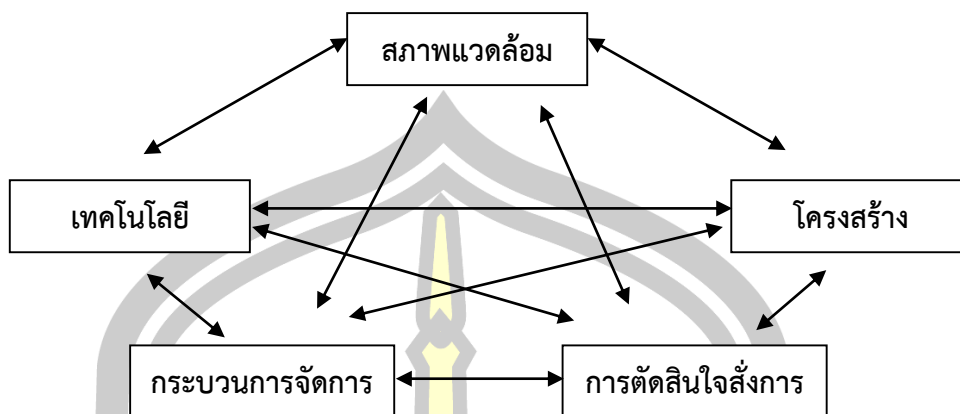 สภาพแวดล้อม
เทคโนโลยี
โครงสร้าง
กระบวนการจัดการ
การตัดสินใจสั่งการ